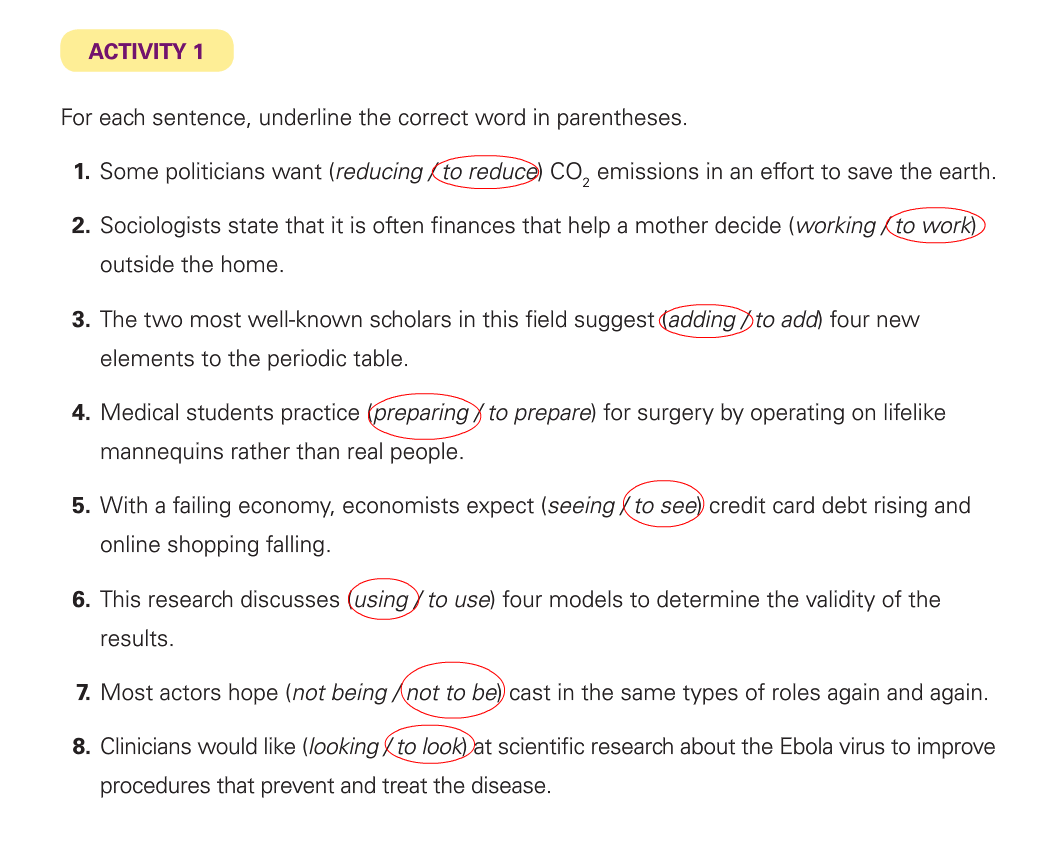 ACTIVITY 1
For each sentence, underline the correct word in parentheses.
1. Some politicians want (reducing / to reduce) CO₂ emissions in an effort to save the earth.
2. Sociologists state that it is often finances that help a mother decide (working / to work)
outside the home.
3. The two most well-known scholars in this field suggest (adding / to add) four new
elements to the periodic table.
4. Medical students practice (preparing / to prepare) for surgery by operating on lifelike
mannequins rather than real people.
5. With a failing economy, economists expect (seeing / to see) credit card debt rising and
online shopping falling.
6. This research discusses (using / to use) four models to determine the validity of the
results.
7. Most actors hope (not being / not to be) cast in the same types of roles again and again.
8. Clinicians would like (looking / to look) at scientific research about the Ebola virus to improve
procedures that prevent and treat the disease.